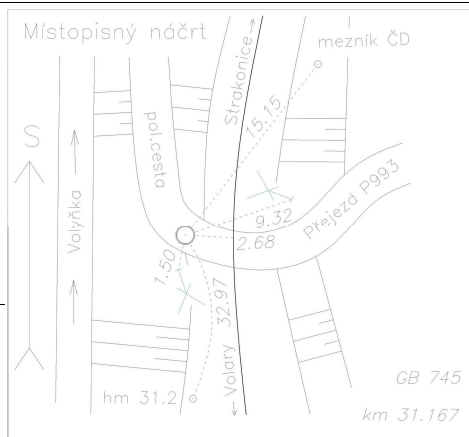 Místopisný náčrt
mezník ČD
Strakonice
15.15
pol.cesta
S
Volyňka
Přejezd P993
9.32
2.68
1.50
32.97
Volary
hm 31.2
GB 745
km 31.167